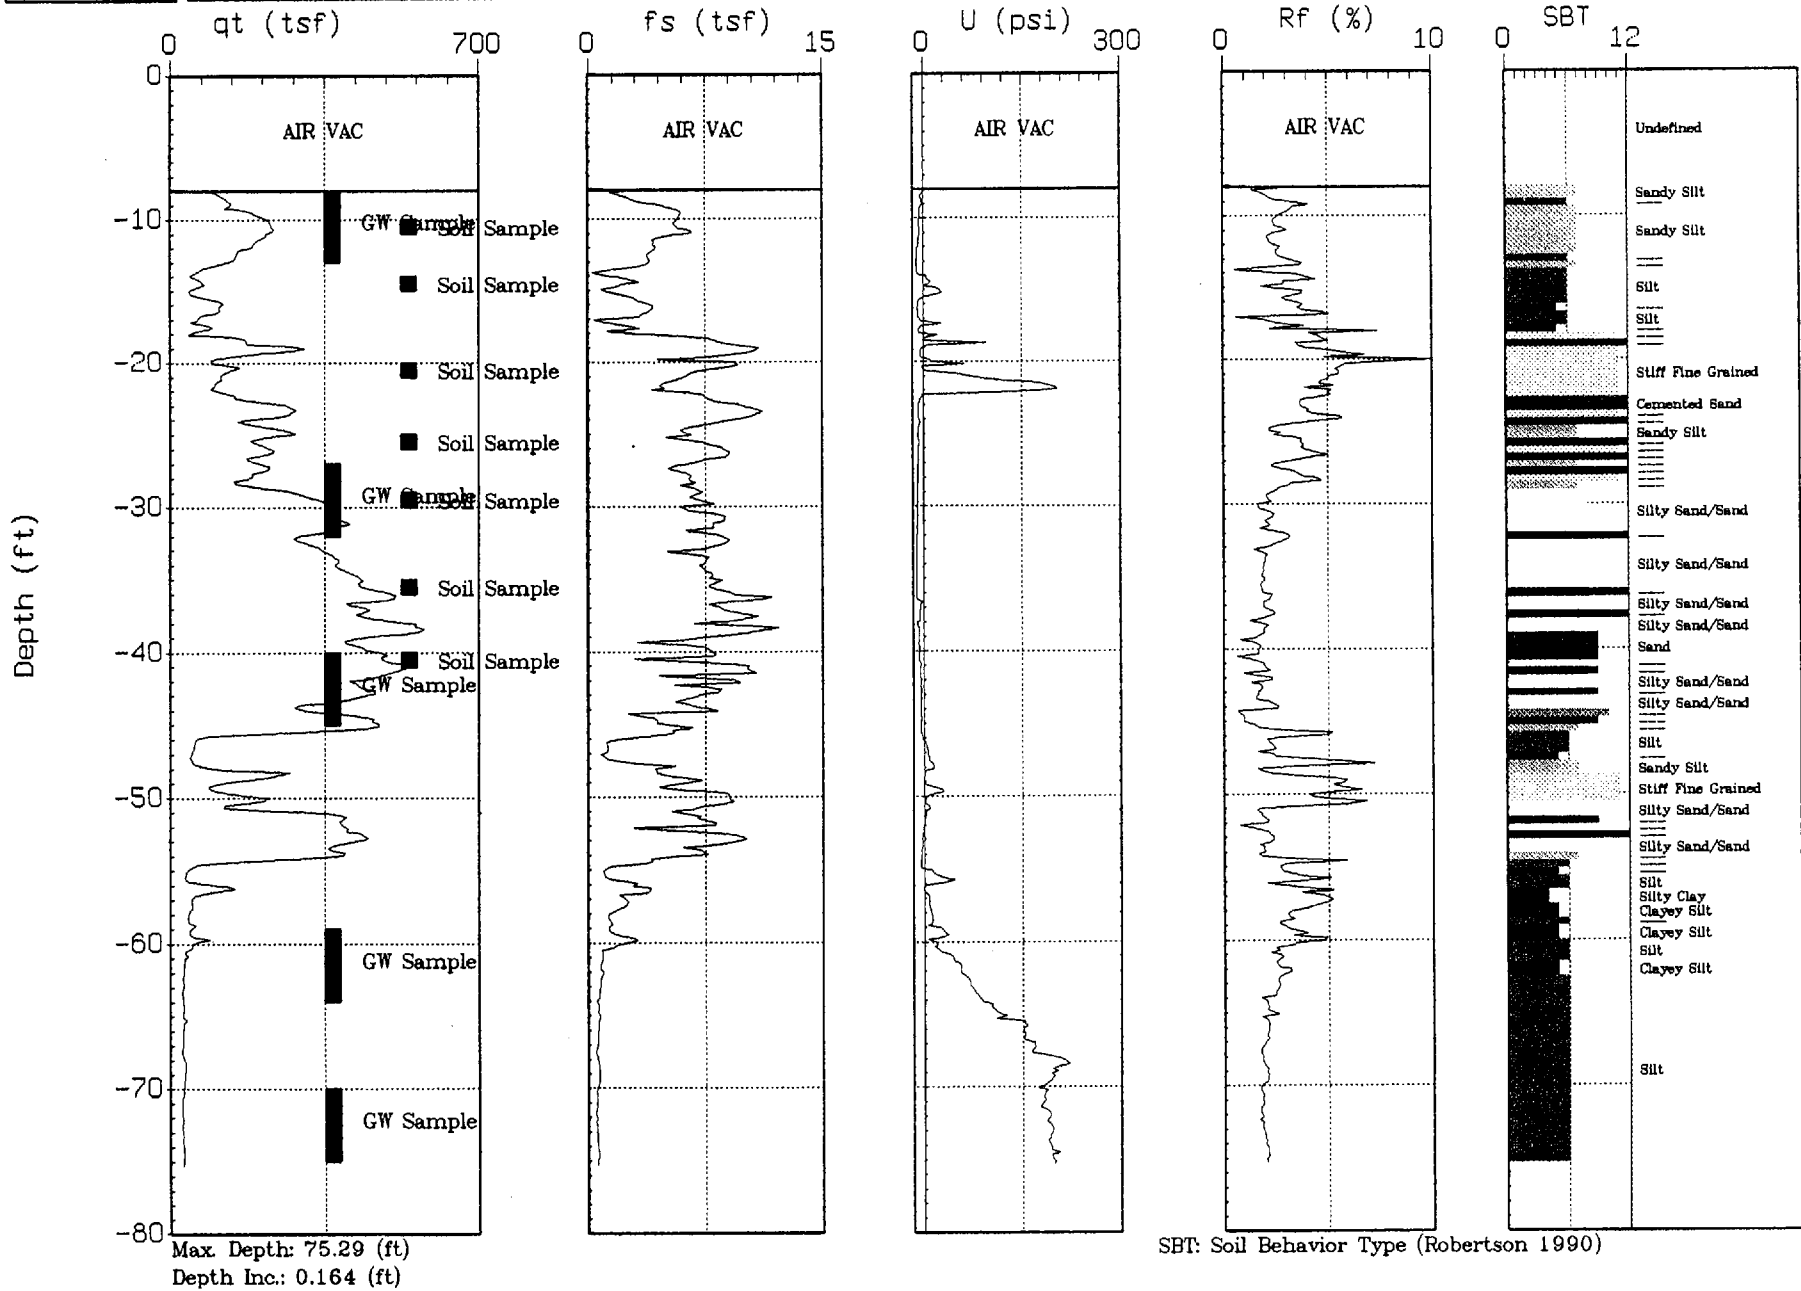 qt (tsf)
0 700
fs (tsf)
0 15
U (psi)
0 300
Rf (%)
0 10
SBT
0 12
Depth (ft)
0
-10
-20
-30
-40
-50
-60
-70
-80
AIR VAC
GW Sample
Soil Sample
Soil Sample
Soil Sample
Soil Sample
GW Sample
Soil Sample
Soil Sample
Soil Sample
GW Sample
GW Sample
GW Sample
AIR VAC
AIR VAC
AIR VAC
Undefined
Sandy Silt
Sandy Silt
Silt
Silt
Stiff Fine Grained
Cemented Sand
Sandy Silt
Silty Sand/Sand
Silty Sand/Sand
Silty Sand/Sand
Silty Sand/Sand
Sand
Silty Sand/Sand
Silty Sand/Sand
Silt
Sandy Silt
Stiff Fine Grained
Silty Sand/Sand
Silty Sand/Sand
Silt
Silty Clay
Clayey Silt
Clayey Silt
Silt
Clayey Silt
Silt
Max. Depth: 75.29 (ft)
Depth Inc.: 0.164 (ft)
SBT: Soil Behavior Type (Robertson 1990)